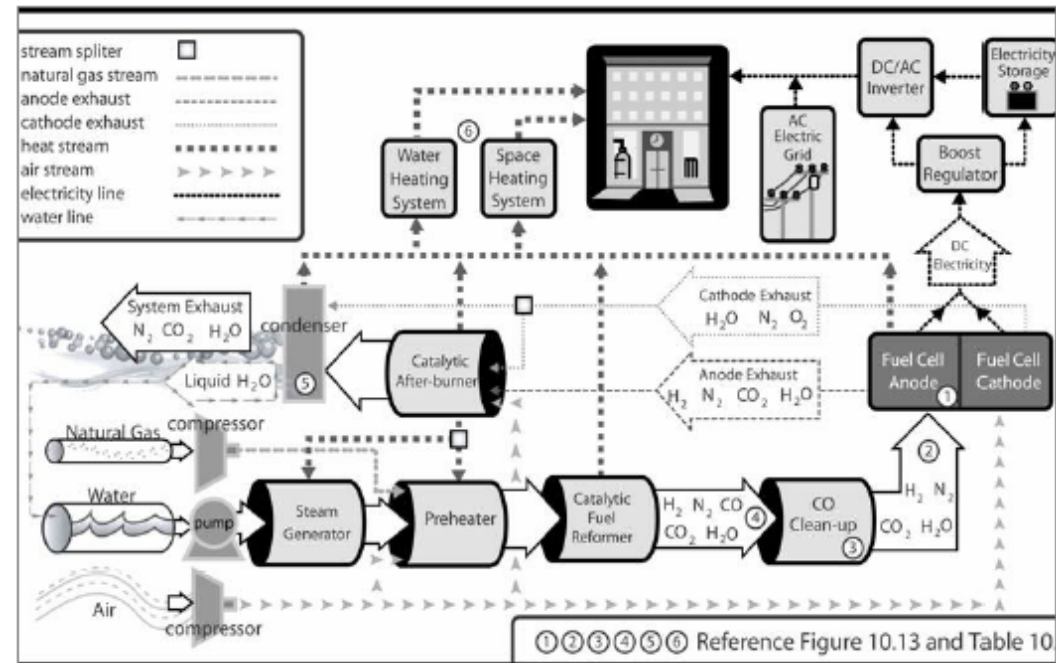 stream spliter
natural gas stream
anode exhaust
cathode exhaust
heat stream
air stream
electricity line
water line
⑥
Water
Heating
System
Space
Heating
System
AC
Electric
Grid
DC/AC
Inverter
Electricity
Storage
Boost
Regulator
DC
Electricity
System Exhaust
N₂ CO₂ H₂O
condenser
⑤
Liquid H₂O
Catalytic
After-burner
Cathode Exhaust
H₂O N₂ O₂
Anode Exhaust
H₂ N₂ CO₂ H₂O
Fuel Cell
Anode ①
Fuel Cell
Cathode
Natural Gas
compressor
Water
pump
Steam
Generator
Preheater
Catalytic
Fuel
Reformer
H₂ N₂ CO
CO₂ H₂O
④
CO
Clean-up
③
②
H₂ N₂
CO₂ H₂O
Air
compressor
①②③④⑤⑥ Reference Figure 10.13 and Table 10